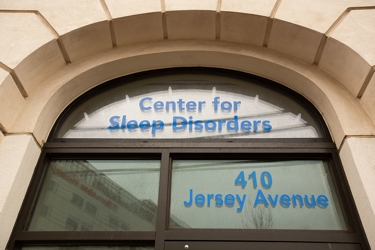 Center for
Sleep Disorders
410
Jersey Avenue